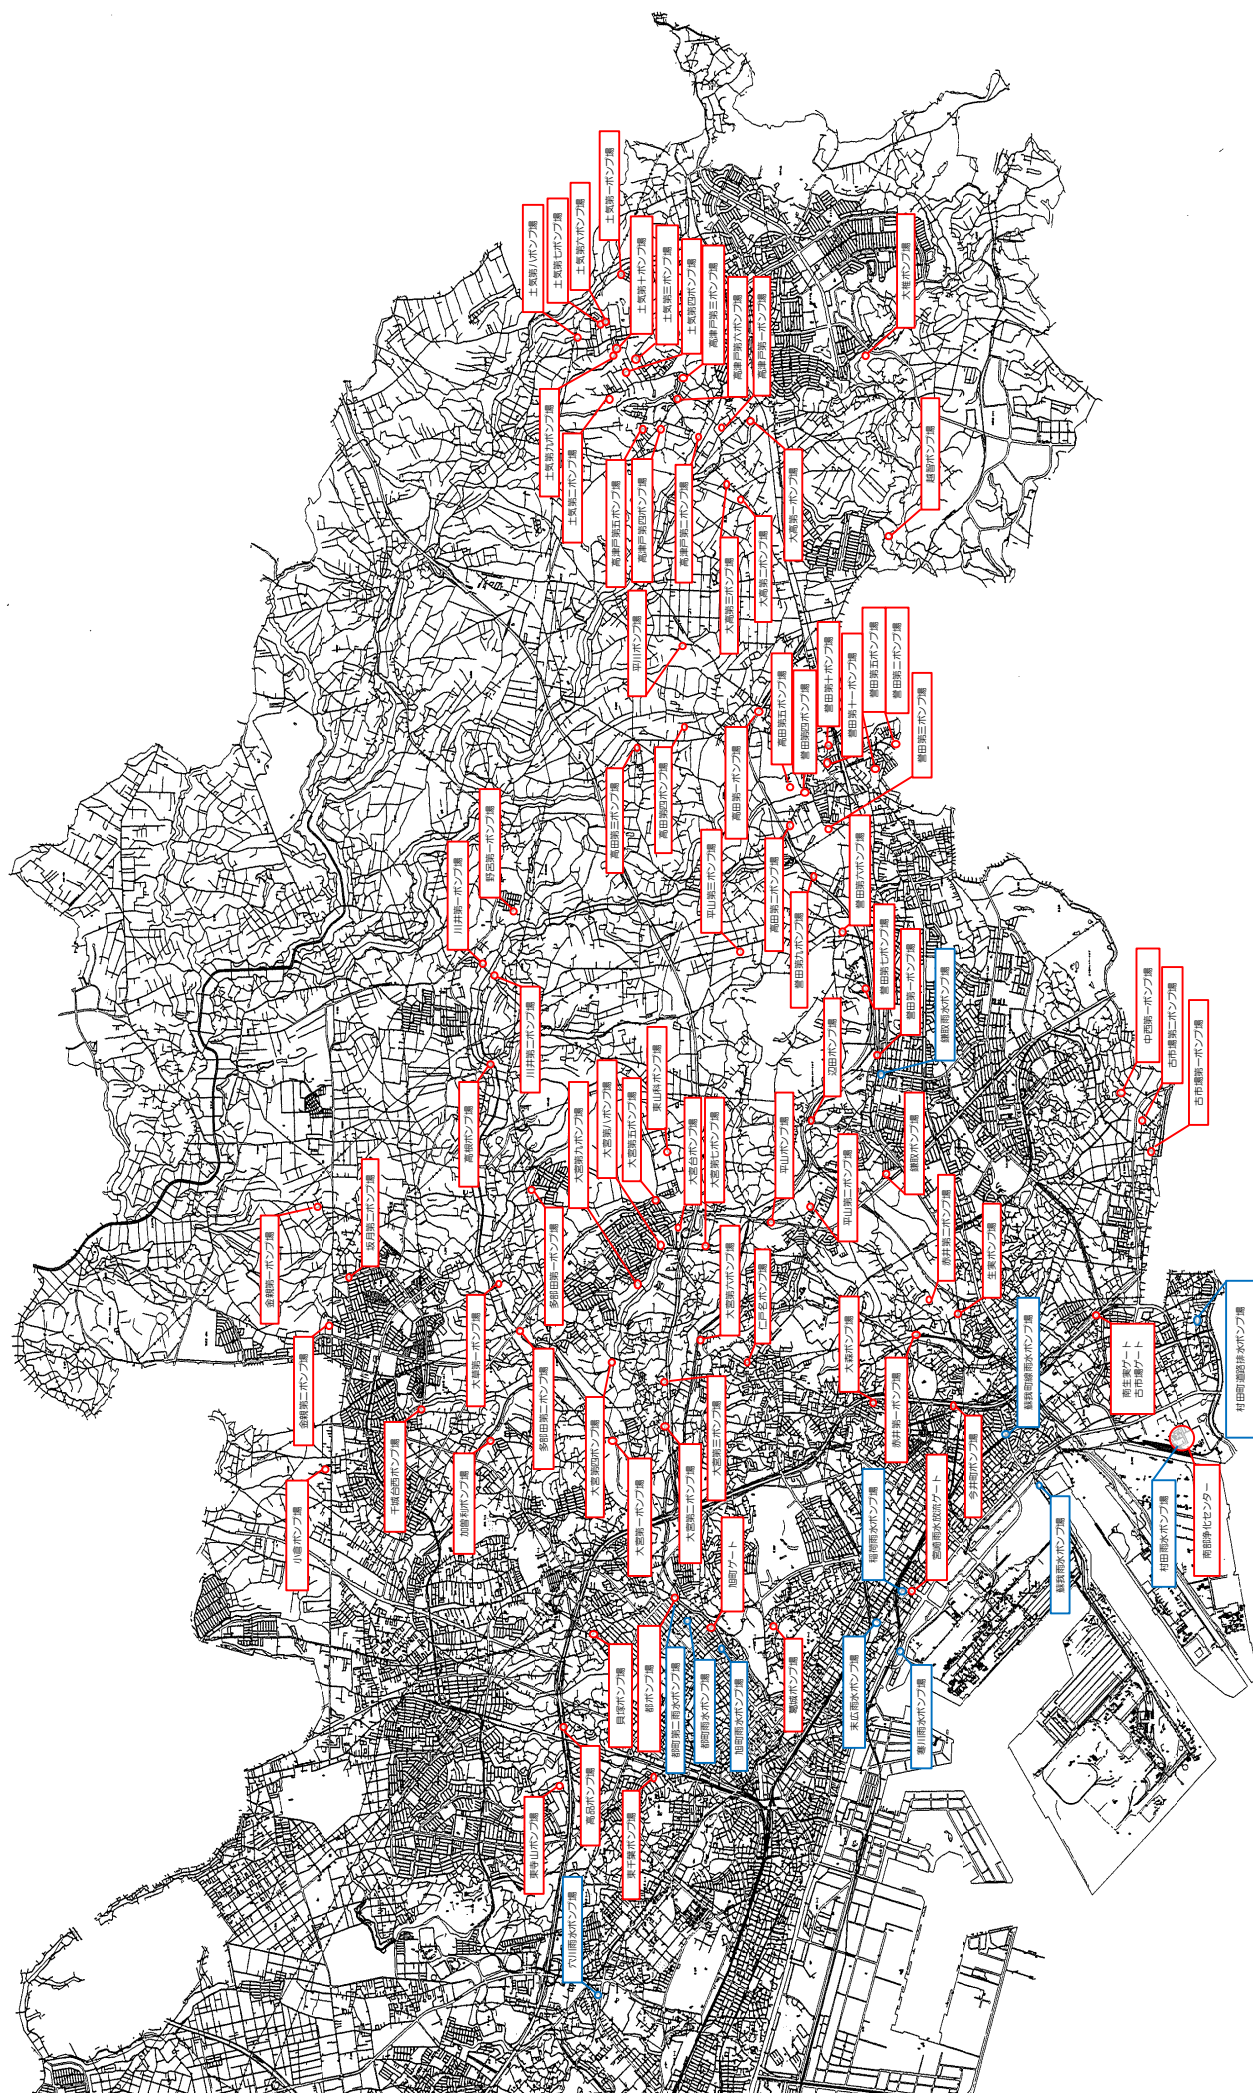 土気第八ポンプ場
土気第七ポンプ場
土気第六ポンプ場
土気第一ポンプ場
土気第十ポンプ場
土気第三ポンプ場
土気第四ポンプ場
高津戸第三ポンプ場
高津戸第六ポンプ場
高津戸第一ポンプ場
大椎ポンプ場
土気第九ポンプ場
土気第二ポンプ場
高津戸第五ポンプ場
高津戸第四ポンプ場
高津戸第二ポンプ場
大高第三ポンプ場
大高第二ポンプ場
大高第一ポンプ場
越智ポンプ場
平川ポンプ場
高田第三ポンプ場
高田第四ポンプ場
高田第一ポンプ場
高田第五ポンプ場
誉田第四ポンプ場
誉田第十ポンプ場
誉田第十一ポンプ場
誉田第五ポンプ場
誉田第二ポンプ場
誉田第三ポンプ場
川井第一ポンプ場
野呂第一ポンプ場
平山第三ポンプ場
高田第二ポンプ場
誉田第九ポンプ場
誉田第六ポンプ場
誉田第七ポンプ場
誉田第一ポンプ場
鎌取雨水ポンプ場
川井第二ポンプ場
高根ポンプ場
大宮第九ポンプ場
大宮第八ポンプ場
大宮第五ポンプ場
東山科ポンプ場
大宮台ポンプ場
大宮第七ポンプ場
平山ポンプ場
辺田ポンプ場
平山第二ポンプ場
鎌取ポンプ場
赤井第二ポンプ場
生実ポンプ場
中西第一ポンプ場
古市場第二ポンプ場
古市場第一ポンプ場
金親第一ポンプ場
坂月第二ポンプ場
金親第二ポンプ場
小倉ポンプ場
千城台西ポンプ場
大草第一ポンプ場
加曽利ポンプ場
多部田第一ポンプ場
多部田第二ポンプ場
大宮第四ポンプ場
大宮第一ポンプ場
大宮第二ポンプ場
大宮第三ポンプ場
大宮第六ポンプ場
仁戸名ポンプ場
大森ポンプ場
赤井第一ポンプ場
今井町ポンプ場
蘇我町線雨水ポンプ場
南生実ゲート
古市場ゲート
村田町道路排水ポンプ場
稲荷雨水ポンプ場
宮崎雨水放流ゲート
蘇我雨水ポンプ場
村田雨水ポンプ場
南部浄化センター
旭町ゲート
貝塚ポンプ場
都ポンプ場
都町第二雨水ポンプ場
都町雨水ポンプ場
旭町雨水ポンプ場
葛城ポンプ場
末広雨水ポンプ場
寒川雨水ポンプ場
東寺山ポンプ場
高品ポンプ場
東千葉ポンプ場
穴川雨水ポンプ場